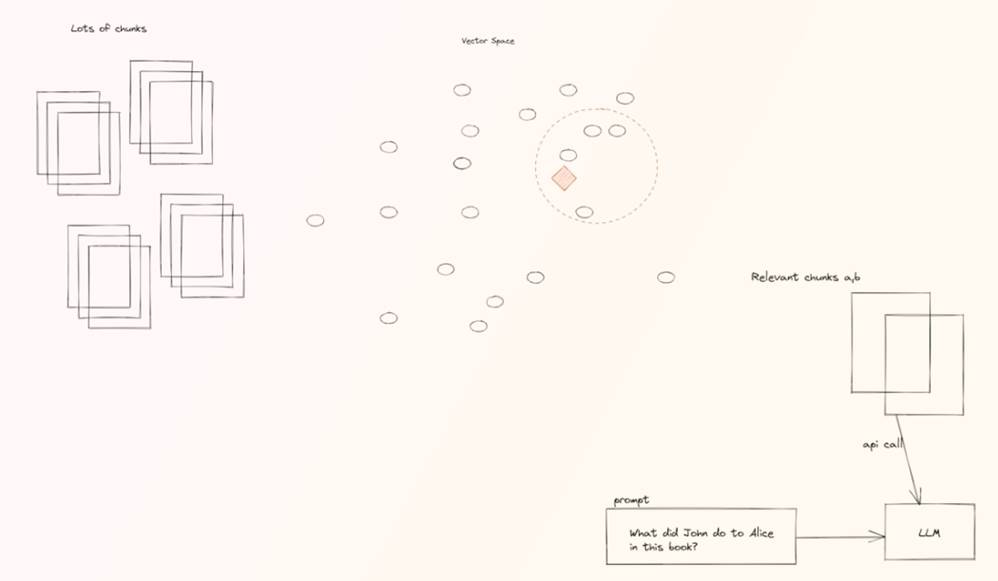 Lots of chunks
Vector Space
Relevant chunks a,b
api call
prompt
What did John do to Alice
in this book?
LLM